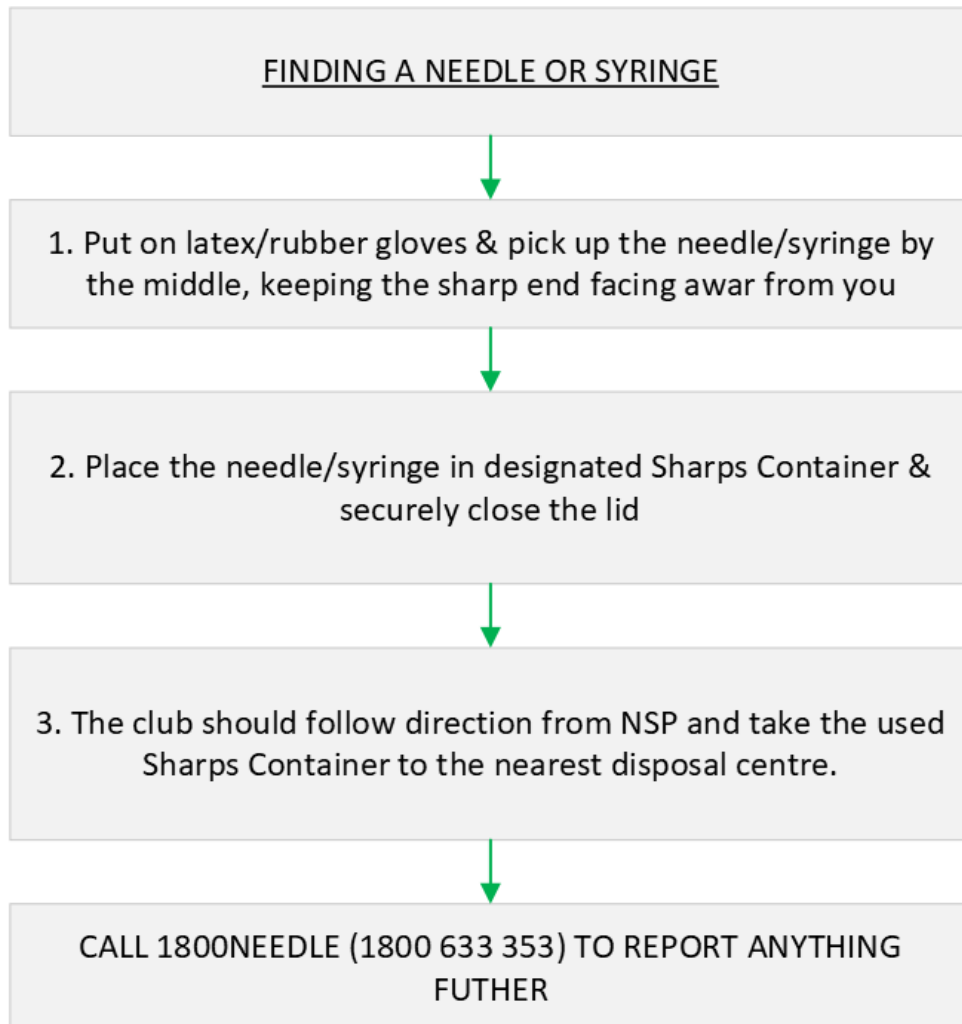 FINDING A NEEDLE OR SYRINGE
1. Put on latex/rubber gloves & pick up the needle/syringe by
the middle, keeping the sharp end facing awar from you
2. Place the needle/syringe in designated Sharps Container &
securely close the lid
3. The club should follow direction from NSP and take the used
Sharps Container to the nearest disposal centre.
CALL 1800NEEDLE (1800 633 353) TO REPORT ANYTHING
FUTHER